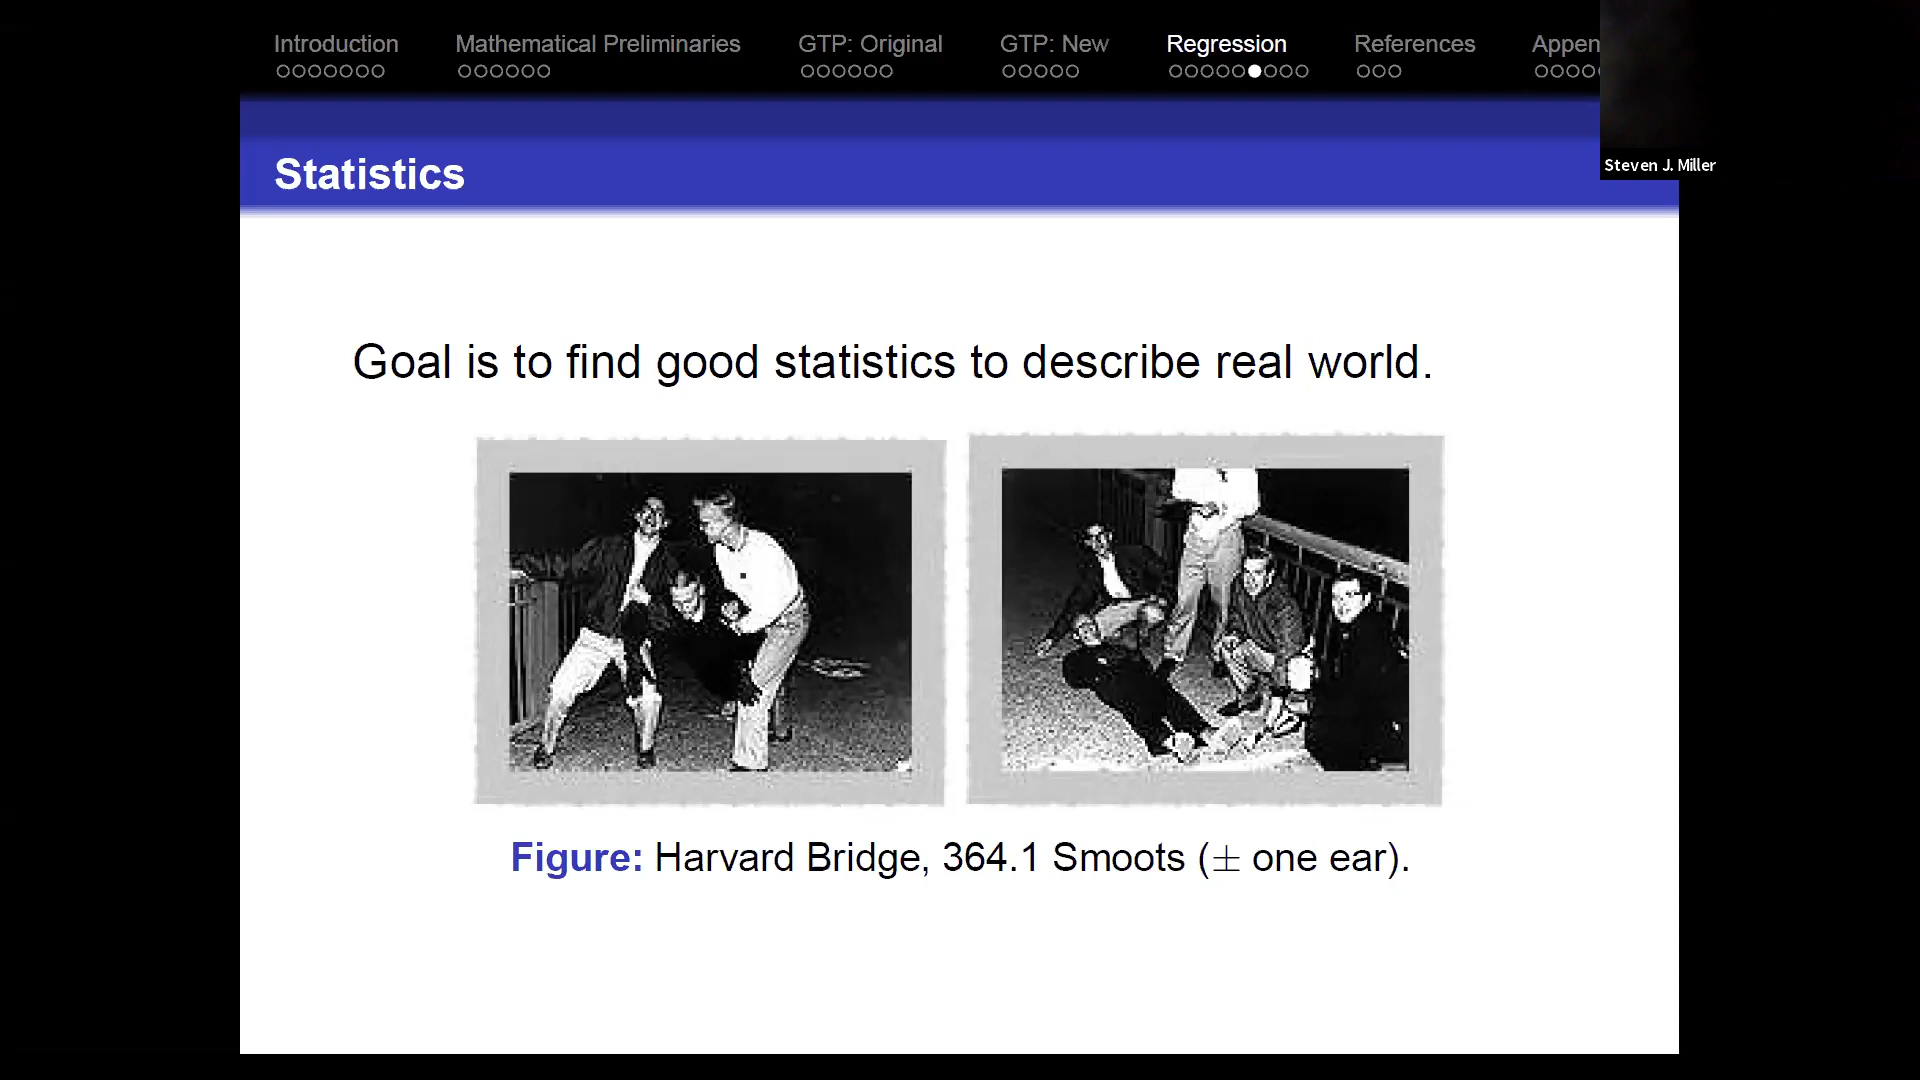 Introduction Mathematical Preliminaries GTP: Original GTP: New Regression References Appen
Steven J. Miller
Statistics
Goal is to find good statistics to describe real world.
Figure: Harvard Bridge, 364.1 Smoots (± one ear).